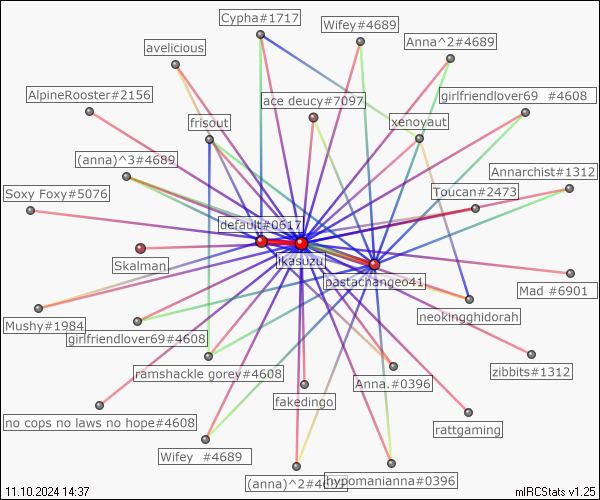 Cypha#1717
Wifey#4689
Anna^2#4689
avelicious
AlpineRooster#2156
ace deucy#7097
girlfriendlover69 #4608
frisout
xenoyaut
(anna)^3#4689
Annarchist#1312
Soxy Foxy#5076
Toucan#2473
default#0617
Skalman
ikasuzu
pastachangeo41
Mad #6901
neokingghidorah
Mushy#1984
girlfriendlover69#4608
ramshackle gorey#4608
zibbits#1312
Anna.#0396
fakedingo
no cops no laws no hope#4608
rattgaming
Wifey #4689
(anna)^2#4
hypomanianna#0396
11.10.2024 14:37
mIRCStats v1.25